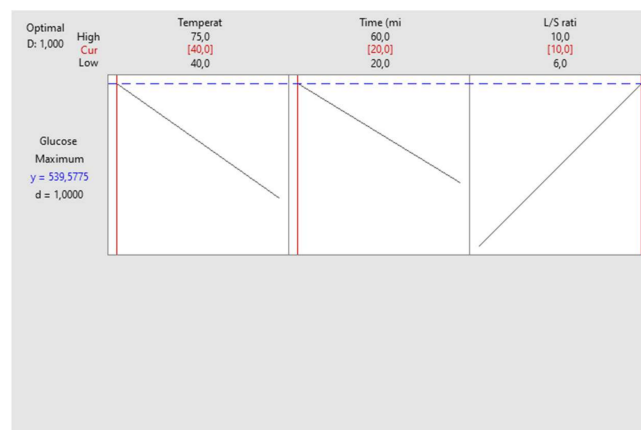 Optimal
D: 1,000
High
Cur
Low
Temperat
75,0
[40,0]
40,0
Time (mi
60,0
[20,0]
20,0
L/S rati
10,0
[10,0]
6,0
Glucose
Maximum
y = 539,5775
d = 1,0000